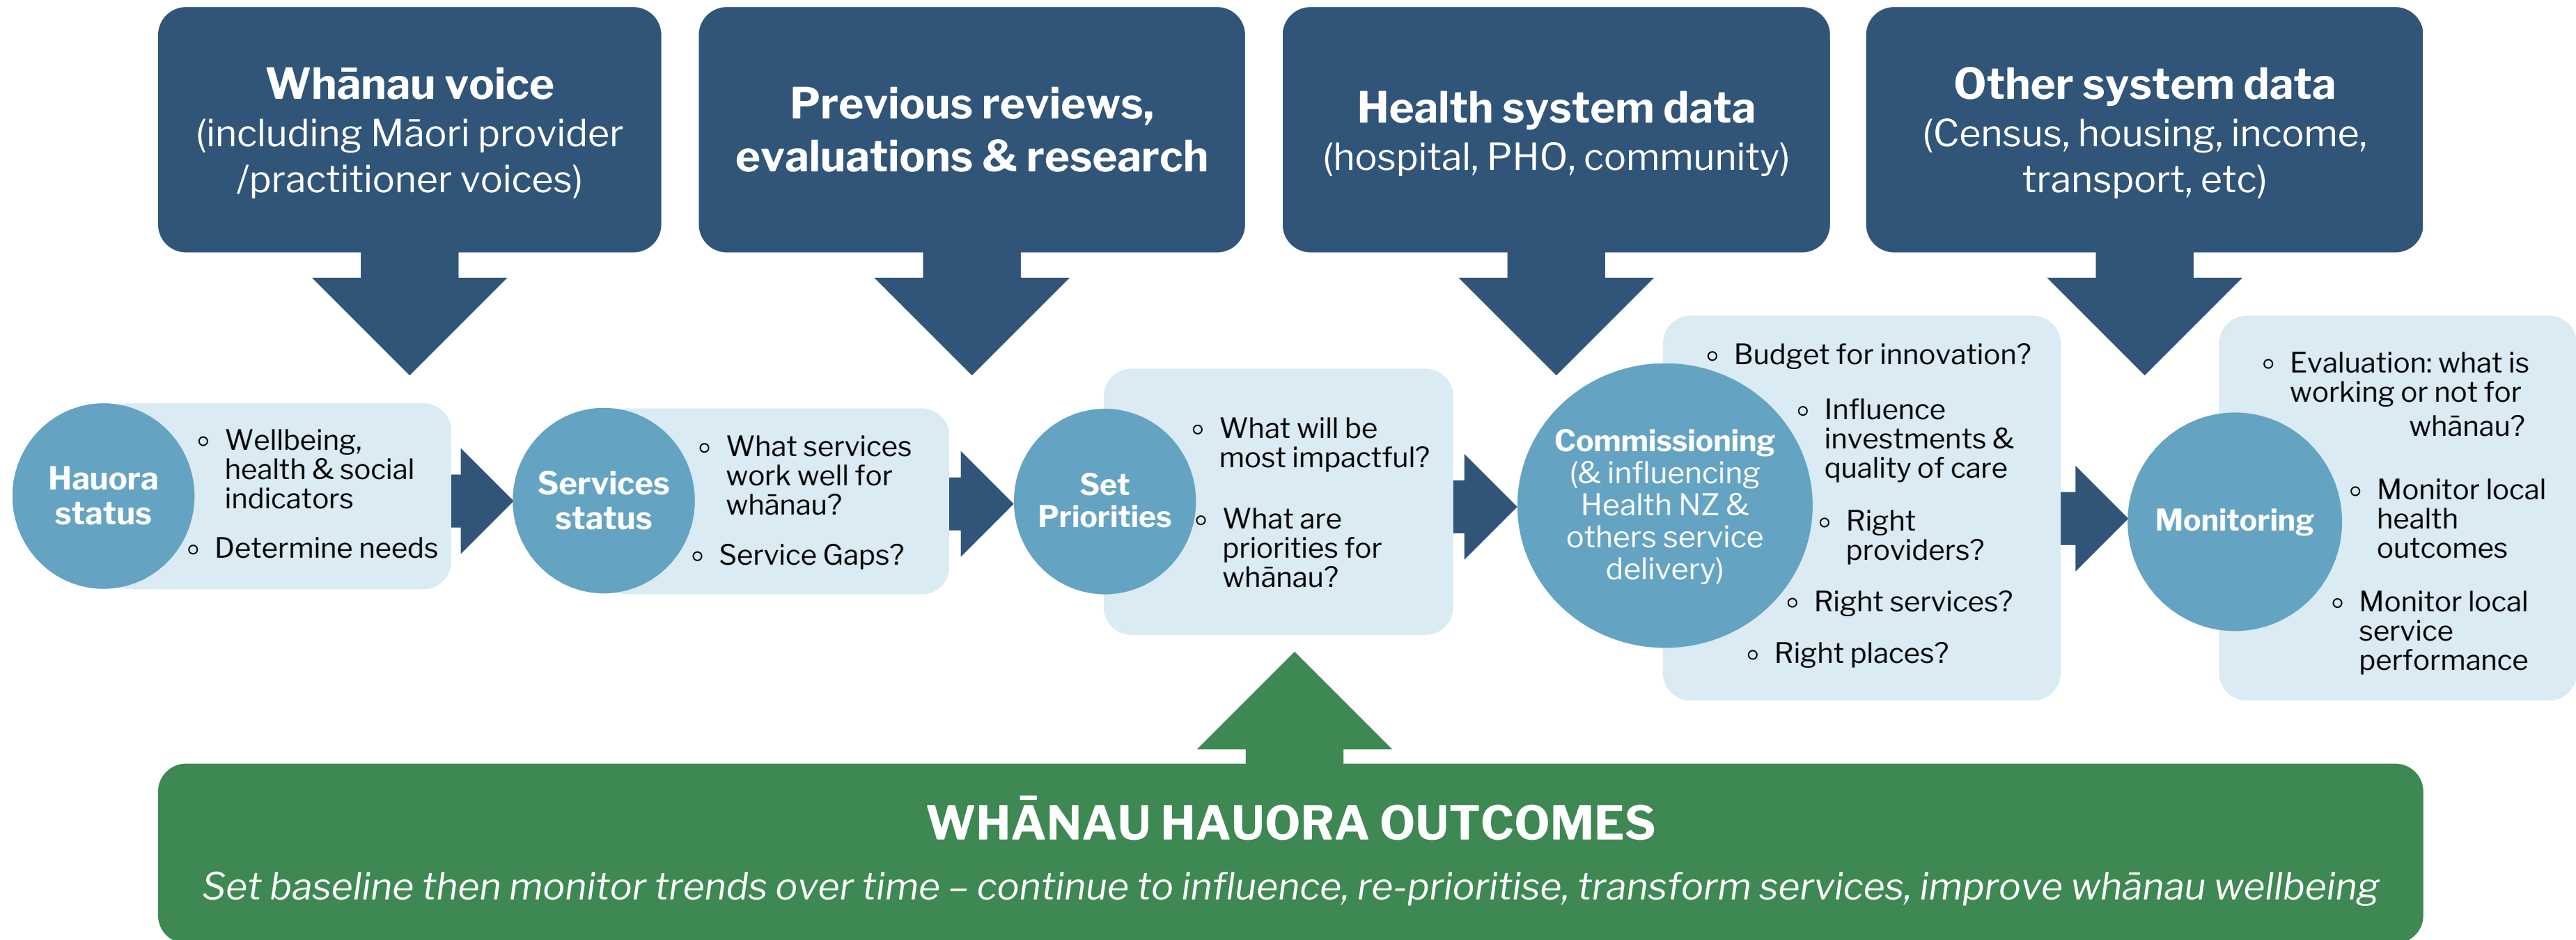 Whānau voice
(including Māori provider
/practitioner voices)
Previous reviews,
evaluations & research
Health system data
(hospital, PHO, community)
Other system data
(Census, housing, income,
transport, etc)
Hauora
status
Wellbeing,
health & social
indicators
Determine needs
Services
status
What services
work well for
whānau?
Service Gaps?
Set
Priorities
What will be
most impactful?
What are
priorities for
whānau?
Commissioning
(& influencing
Health NZ &
others service
delivery)
Budget for innovation?
Influence
investments &
quality of care
Right
providers?
Right services?
Right places?
Monitoring
Evaluation: what is
working or not for
whānau?
Monitor local
health
outcomes
Monitor local
service
performance
WHĀNAU HAUORA OUTCOMES
Set baseline then monitor trends over time – continue to influence, re-prioritise, transform services, improve whānau wellbeing